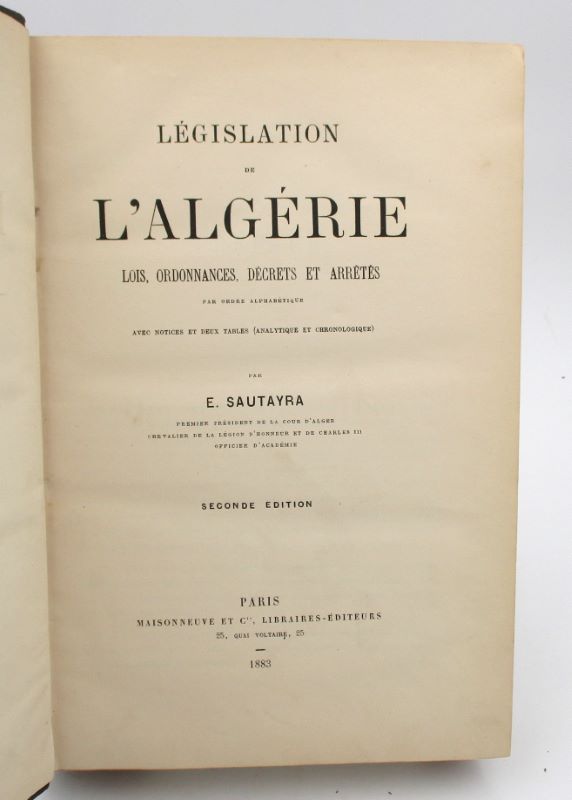 LÉGISLATION
DE
L'ALGÉRIE
LOIS, ORDONNANCES, DÉCRETS ET ARRÊTÉS
PAR ORDRE ALPHABÉTIQUE
AVEC NOTICES ET DEUX TABLES (ANALYTIQUE ET CHRONOLOGIQUE)
PAR
E. SAUTAYRA
PREMIER PRÉSIDENT DE LA COUR D'ALGER
CHEVALIER DE LA LÉGION D'HONNEUR ET DE CHARLES III
OFFICIER D'ACADÉMIE
SECONDE EDITION
PARIS
MAISONNEUVE ET Cie, LIBRAIRES-ÉDITEURS
25, QUAI VOLTAIRE, 25
1883